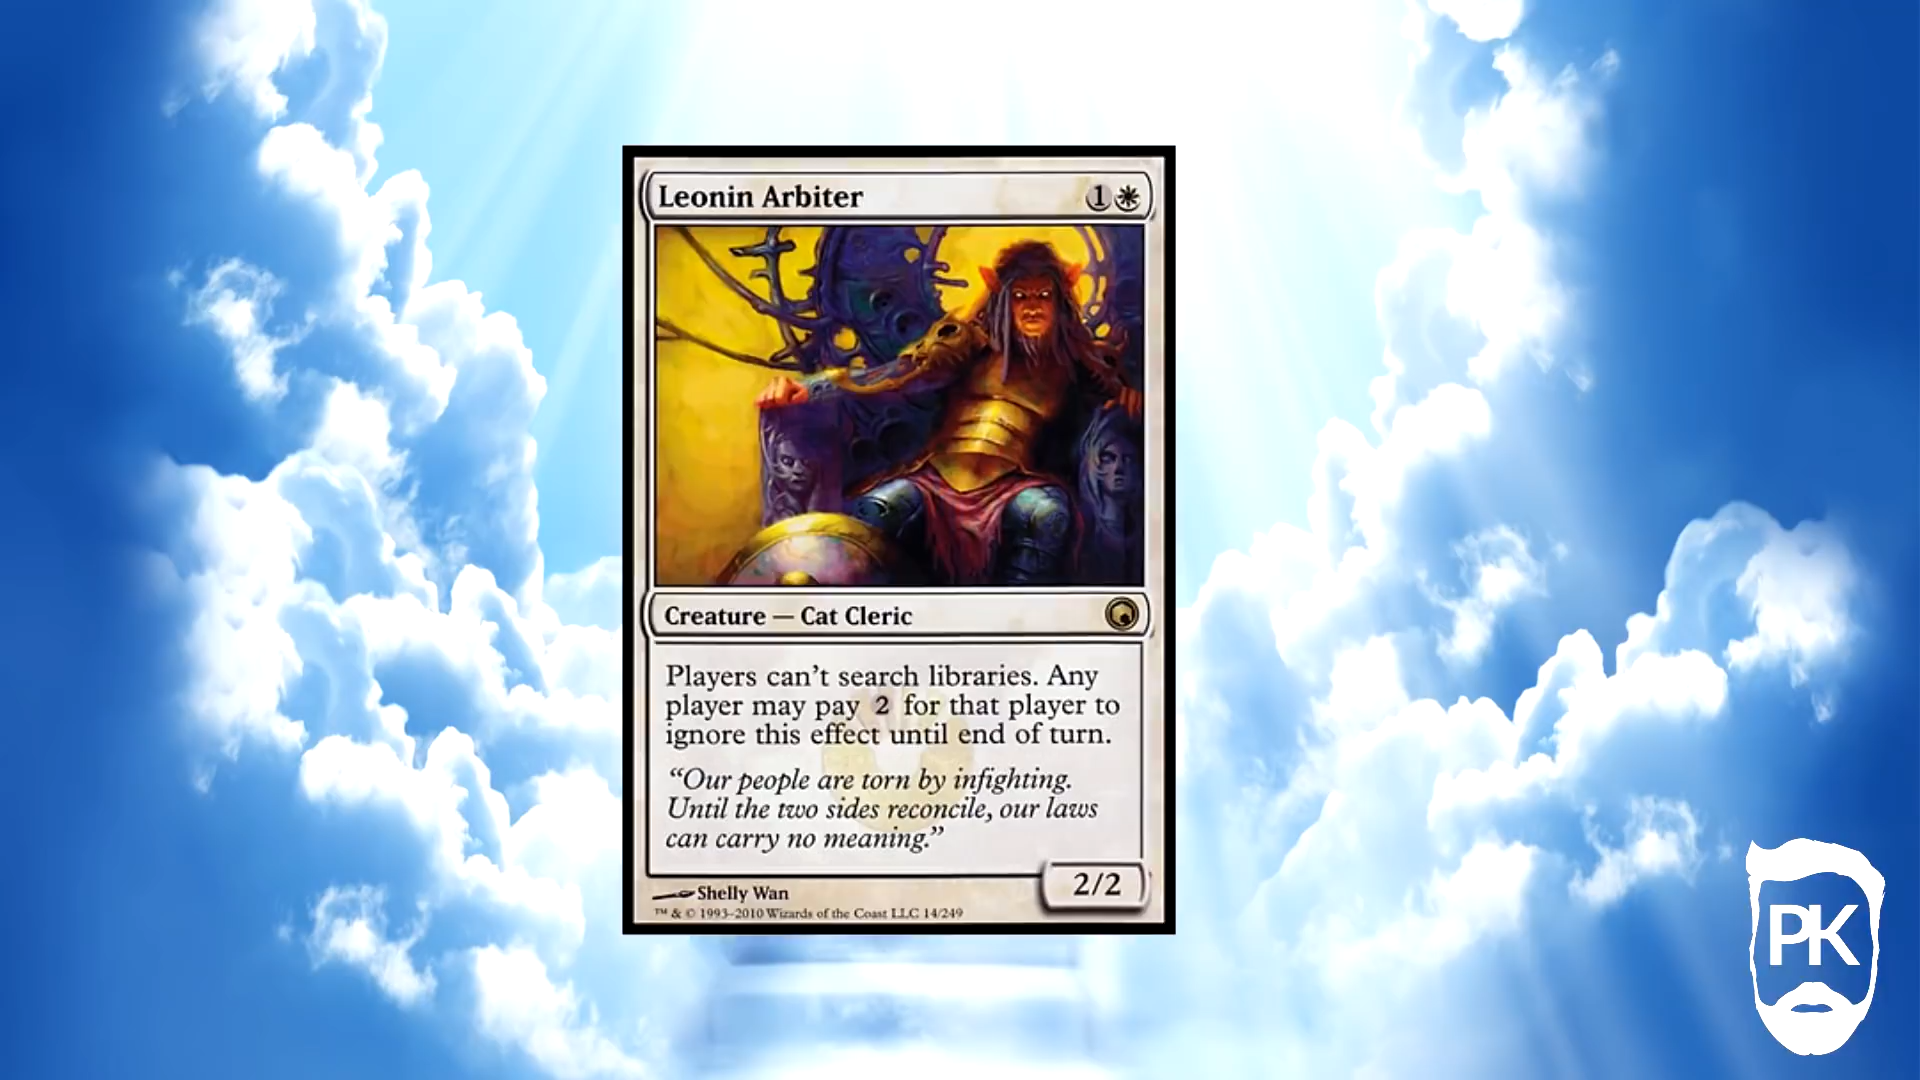 Leonin Arbiter 1
Creature — Cat Cleric
Players can't search libraries. Any
player may pay 2 for that player to
ignore this effect until end of turn.
“Our people are torn by infighting.
Until the two sides reconcile, our laws
can carry no meaning.”
2/2
Shelly Wan
™ & © 1993–2010 Wizards of the Coast LLC 14/249
PK